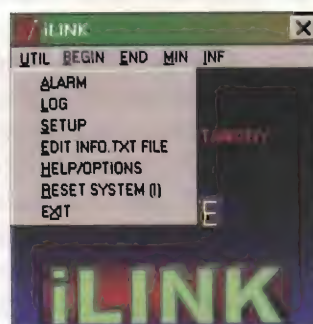 iLINK
UTIL BEGIN END MIN INF
ALARM
LOG
SETUP
EDIT INFO.TXT FILE
HELP/OPTIONS
RESET SYSTEM (!)
EXIT
E
iLINK